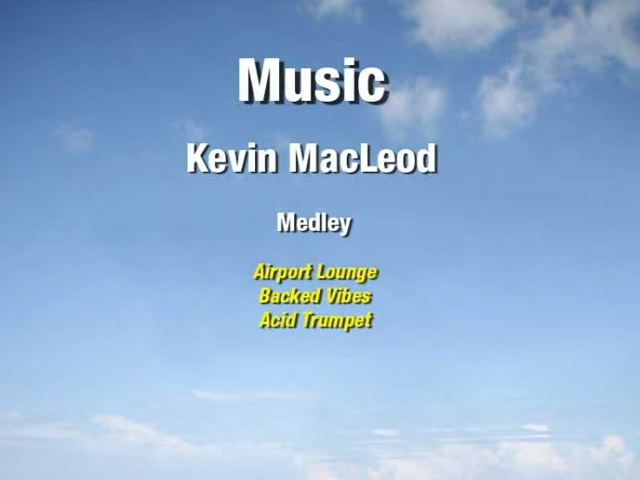 Music
Kevin MacLeod
Medley
Airport Lounge
Backed Vibes
Acid Trumpet